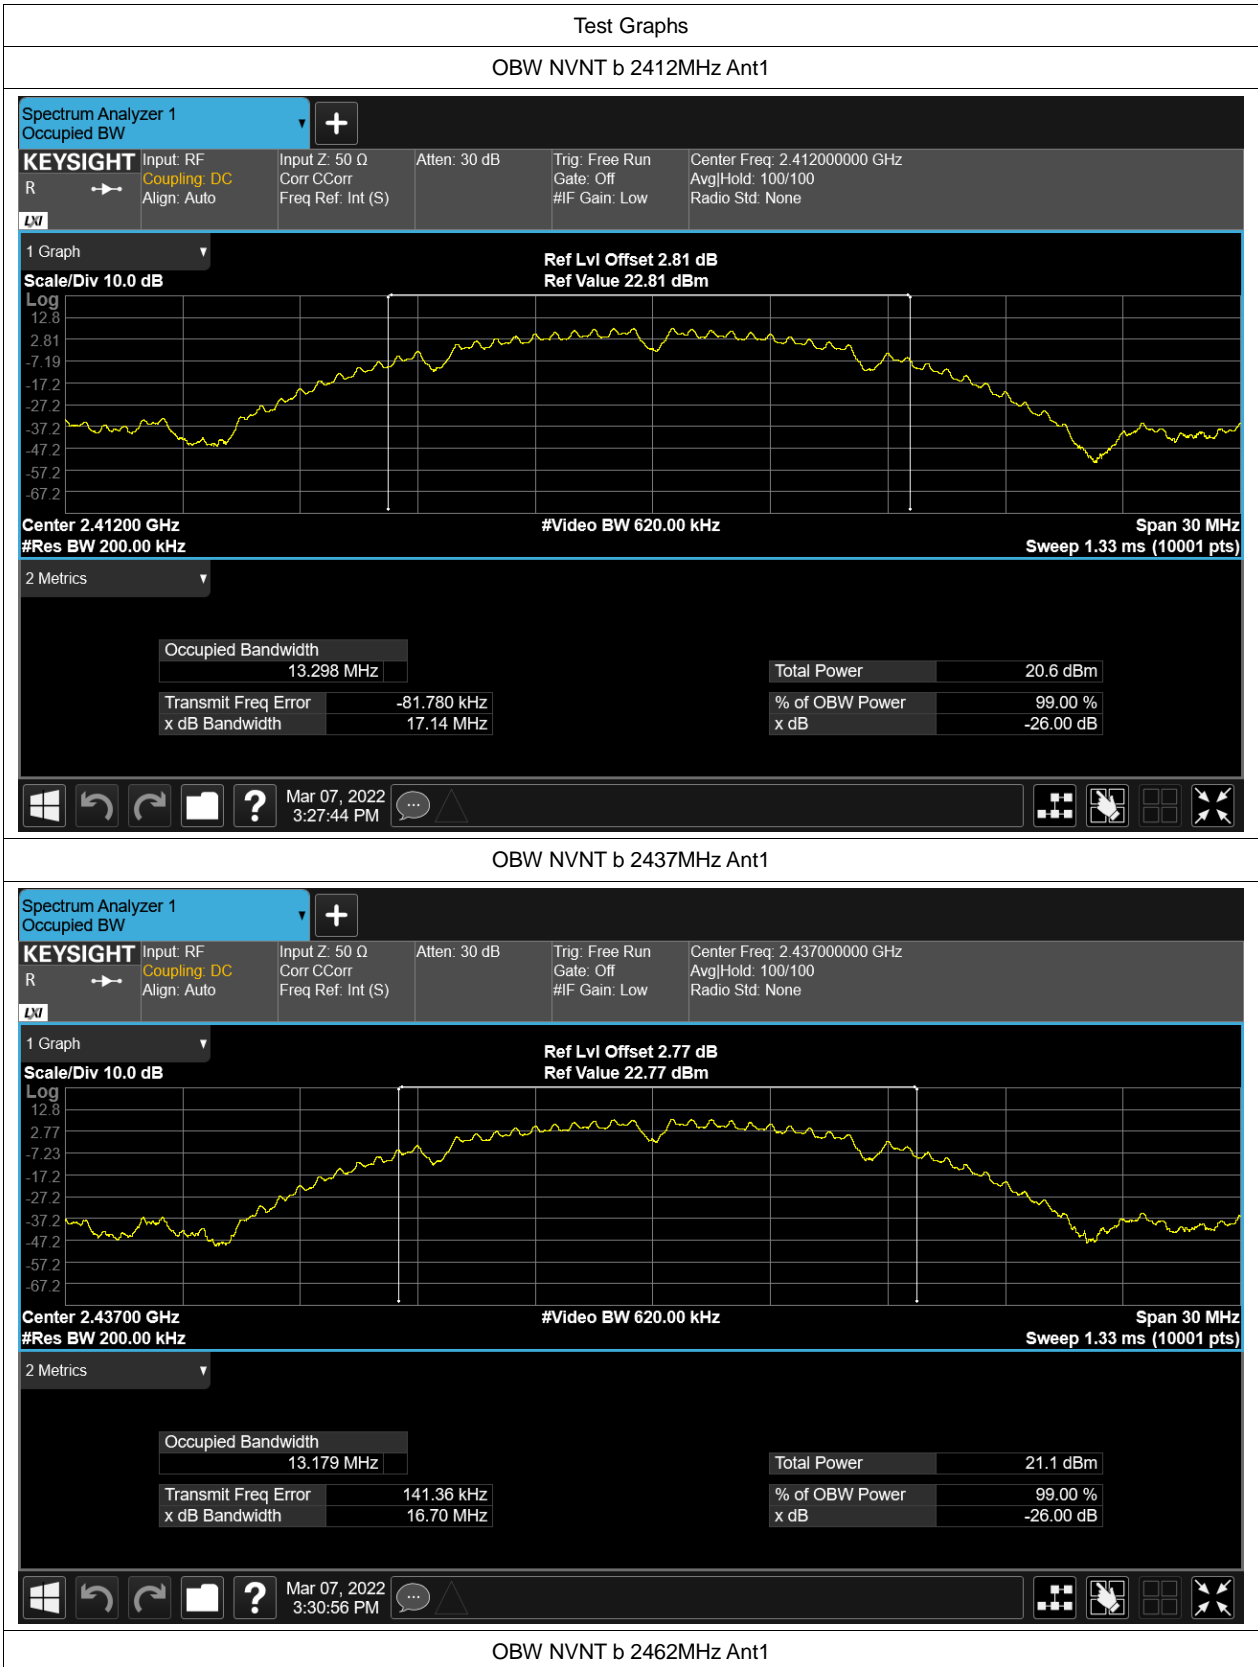 Test Graphs
OBW NVNT b 2412MHz Ant1
Spectrum Analyzer 1
Occupied BW
KEYSIGHT Input: RF Input Z: 50 Ω Atten: 30 dB Trig: Free Run Center Freq: 2.412000000 GHz
R Coupling: DC Corr CCorr Gate: Off Avg|Hold: 100/100
Align: Auto Freq Ref: Int (S) #IF Gain: Low Radio Std: None
LXI
1 Graph
Ref Lvl Offset 2.81 dB
Scale/Div 10.0 dB Ref Value 22.81 dBm
Log
12.8
2.81
-7.19
-17.2
-27.2
-37.2
-47.2
-57.2
-67.2
Center 2.41200 GHz #Video BW 620.00 kHz Span 30 MHz
#Res BW 200.00 kHz Sweep 1.33 ms (10001 pts)
2 Metrics
Occupied Bandwidth
13.298 MHz Total Power 20.6 dBm
Transmit Freq Error -81.780 kHz % of OBW Power 99.00 %
x dB Bandwidth 17.14 MHz x dB -26.00 dB
? Mar 07, 2022
3:27:44 PM
OBW NVNT b 2437MHz Ant1
Spectrum Analyzer 1
Occupied BW
KEYSIGHT Input: RF Input Z: 50 Ω Atten: 30 dB Trig: Free Run Center Freq: 2.437000000 GHz
R Coupling: DC Corr CCorr Gate: Off Avg|Hold: 100/100
Align: Auto Freq Ref: Int (S) #IF Gain: Low Radio Std: None
LXI
1 Graph
Ref Lvl Offset 2.77 dB
Scale/Div 10.0 dB Ref Value 22.77 dBm
Log
12.8
2.77
-7.23
-17.2
-27.2
-37.2
-47.2
-57.2
-67.2
Center 2.43700 GHz #Video BW 620.00 kHz Span 30 MHz
#Res BW 200.00 kHz Sweep 1.33 ms (10001 pts)
2 Metrics
Occupied Bandwidth
13.179 MHz Total Power 21.1 dBm
Transmit Freq Error 141.36 kHz % of OBW Power 99.00 %
x dB Bandwidth 16.70 MHz x dB -26.00 dB
? Mar 07, 2022
3:30:56 PM
OBW NVNT b 2462MHz Ant1